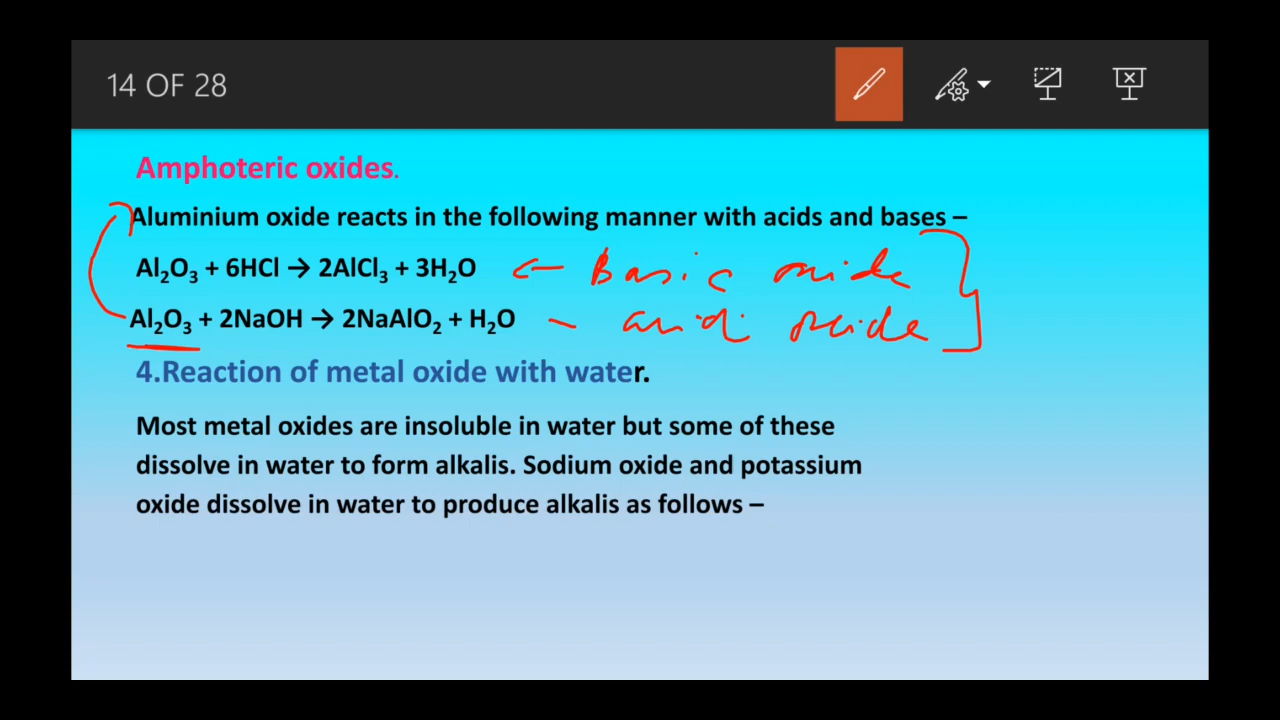 14 OF 28
Amphoteric oxides.
Aluminium oxide reacts in the following manner with acids and bases –
Al₂O₃ + 6HCl → 2AlCl₃ + 3H₂O ← Basic oxide
Al₂O₃ + 2NaOH → 2NaAlO₂ + H₂O – acidic oxide
4.Reaction of metal oxide with water.
Most metal oxides are insoluble in water but some of these
dissolve in water to form alkalis. Sodium oxide and potassium
oxide dissolve in water to produce alkalis as follows –